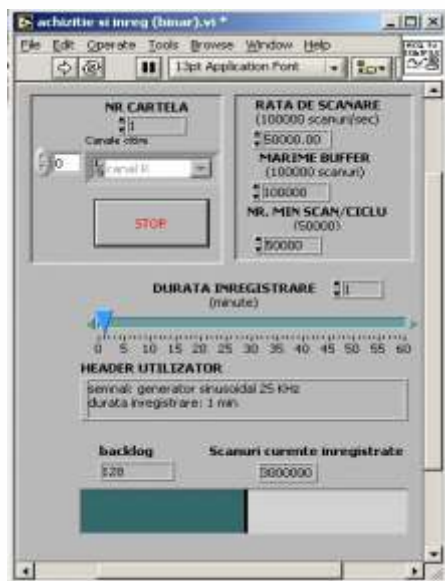 achizitie si inreg (binar).vi *
File Edit Operate Tools Browse Window Help
13pt Application Font
NR CARTELA
1
Canale citire
0
canal R
STOP
RATA DE SCANARE
(100000 scanuri/sec)
50000.00
MARIME BUFFER
(100000 scanuri)
100000
NR. MIN SCAN/CICLU
(50000)
50000
DURATA INREGISTRARE 1
(minute)
0 5 10 15 20 25 30 35 40 45 50 55 60
HEADER UTILIZATOR
semnal: generator sinusoidal 25 KHz
durata inregistrare: 1 min
backlog Scanuri curente inregistrate
128